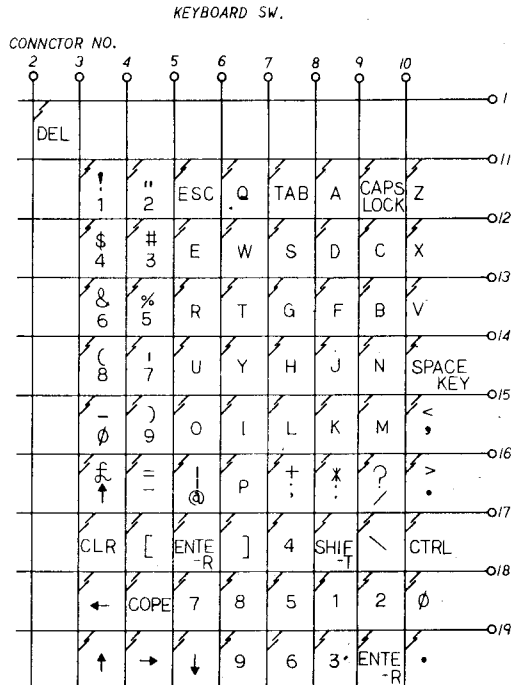 KEYBOARD SW.
CONNCTOR NO.
2 3 4 5 6 7 8 9 10
1
DEL
11
! " ESC Q TAB A CAPS Z
1 2 LOCK
12
$ # E W S D C X
4 3
13
& % R T G F B V
6 5
14
( ' U Y H J N SPACE
8 7 KEY
15
- ) O I L K M <
Ø 9 ,
16
£ = | P + * ? >
↑ - @ ; : / .
17
CLR [ ENTE ] 4 SHIF \ CTRL
-R -T
18
← COPE 7 8 5 1 2 Ø
19
↑ → ↓ 9 6 3 ENTE .
-R